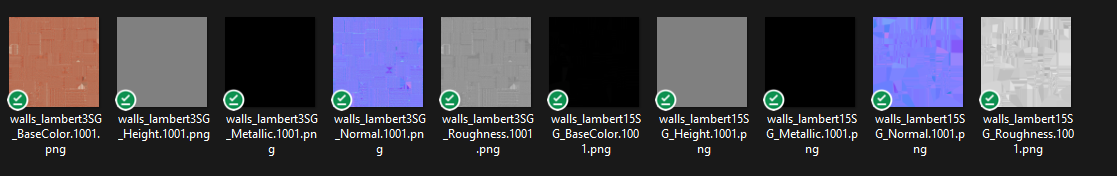 walls_lambert3SG
_BaseColor.1001.
png
walls_lambert3SG
_Height.1001.png
walls_lambert3SG
_Metallic.1001.pn
g
walls_lambert3SG
_Normal.1001.pn
g
walls_lambert3SG
_Roughness.1001
.png
walls_lambert15S
G_BaseColor.100
1.png
walls_lambert15S
G_Height.1001.p
ng
walls_lambert15S
G_Metallic.1001.p
ng
walls_lambert15S
G_Normal.1001.p
ng
walls_lambert15S
G_Roughness.100
1.png